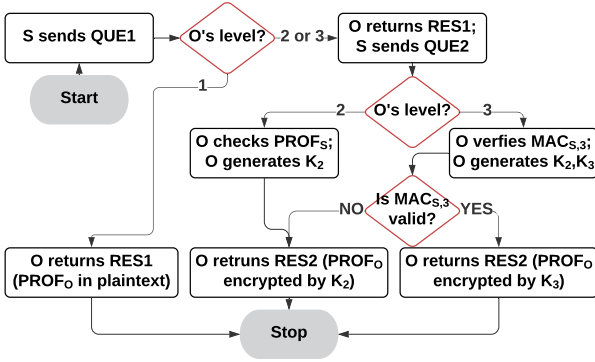 S sends QUE1
O's level?
2 or 3
O returns RES1;
S sends QUE2
Start
1
O's level?
2
3
O checks PROFS;
O generates K2
O verfies MACS,3;
O generates K2,K3
Is MACS,3
valid?
NO
YES
O returns RES1
(PROFO in plaintext)
O retruns RES2 (PROFO
encrypted by K2)
O returns RES2 (PROFO
encrypted by K3)
Stop